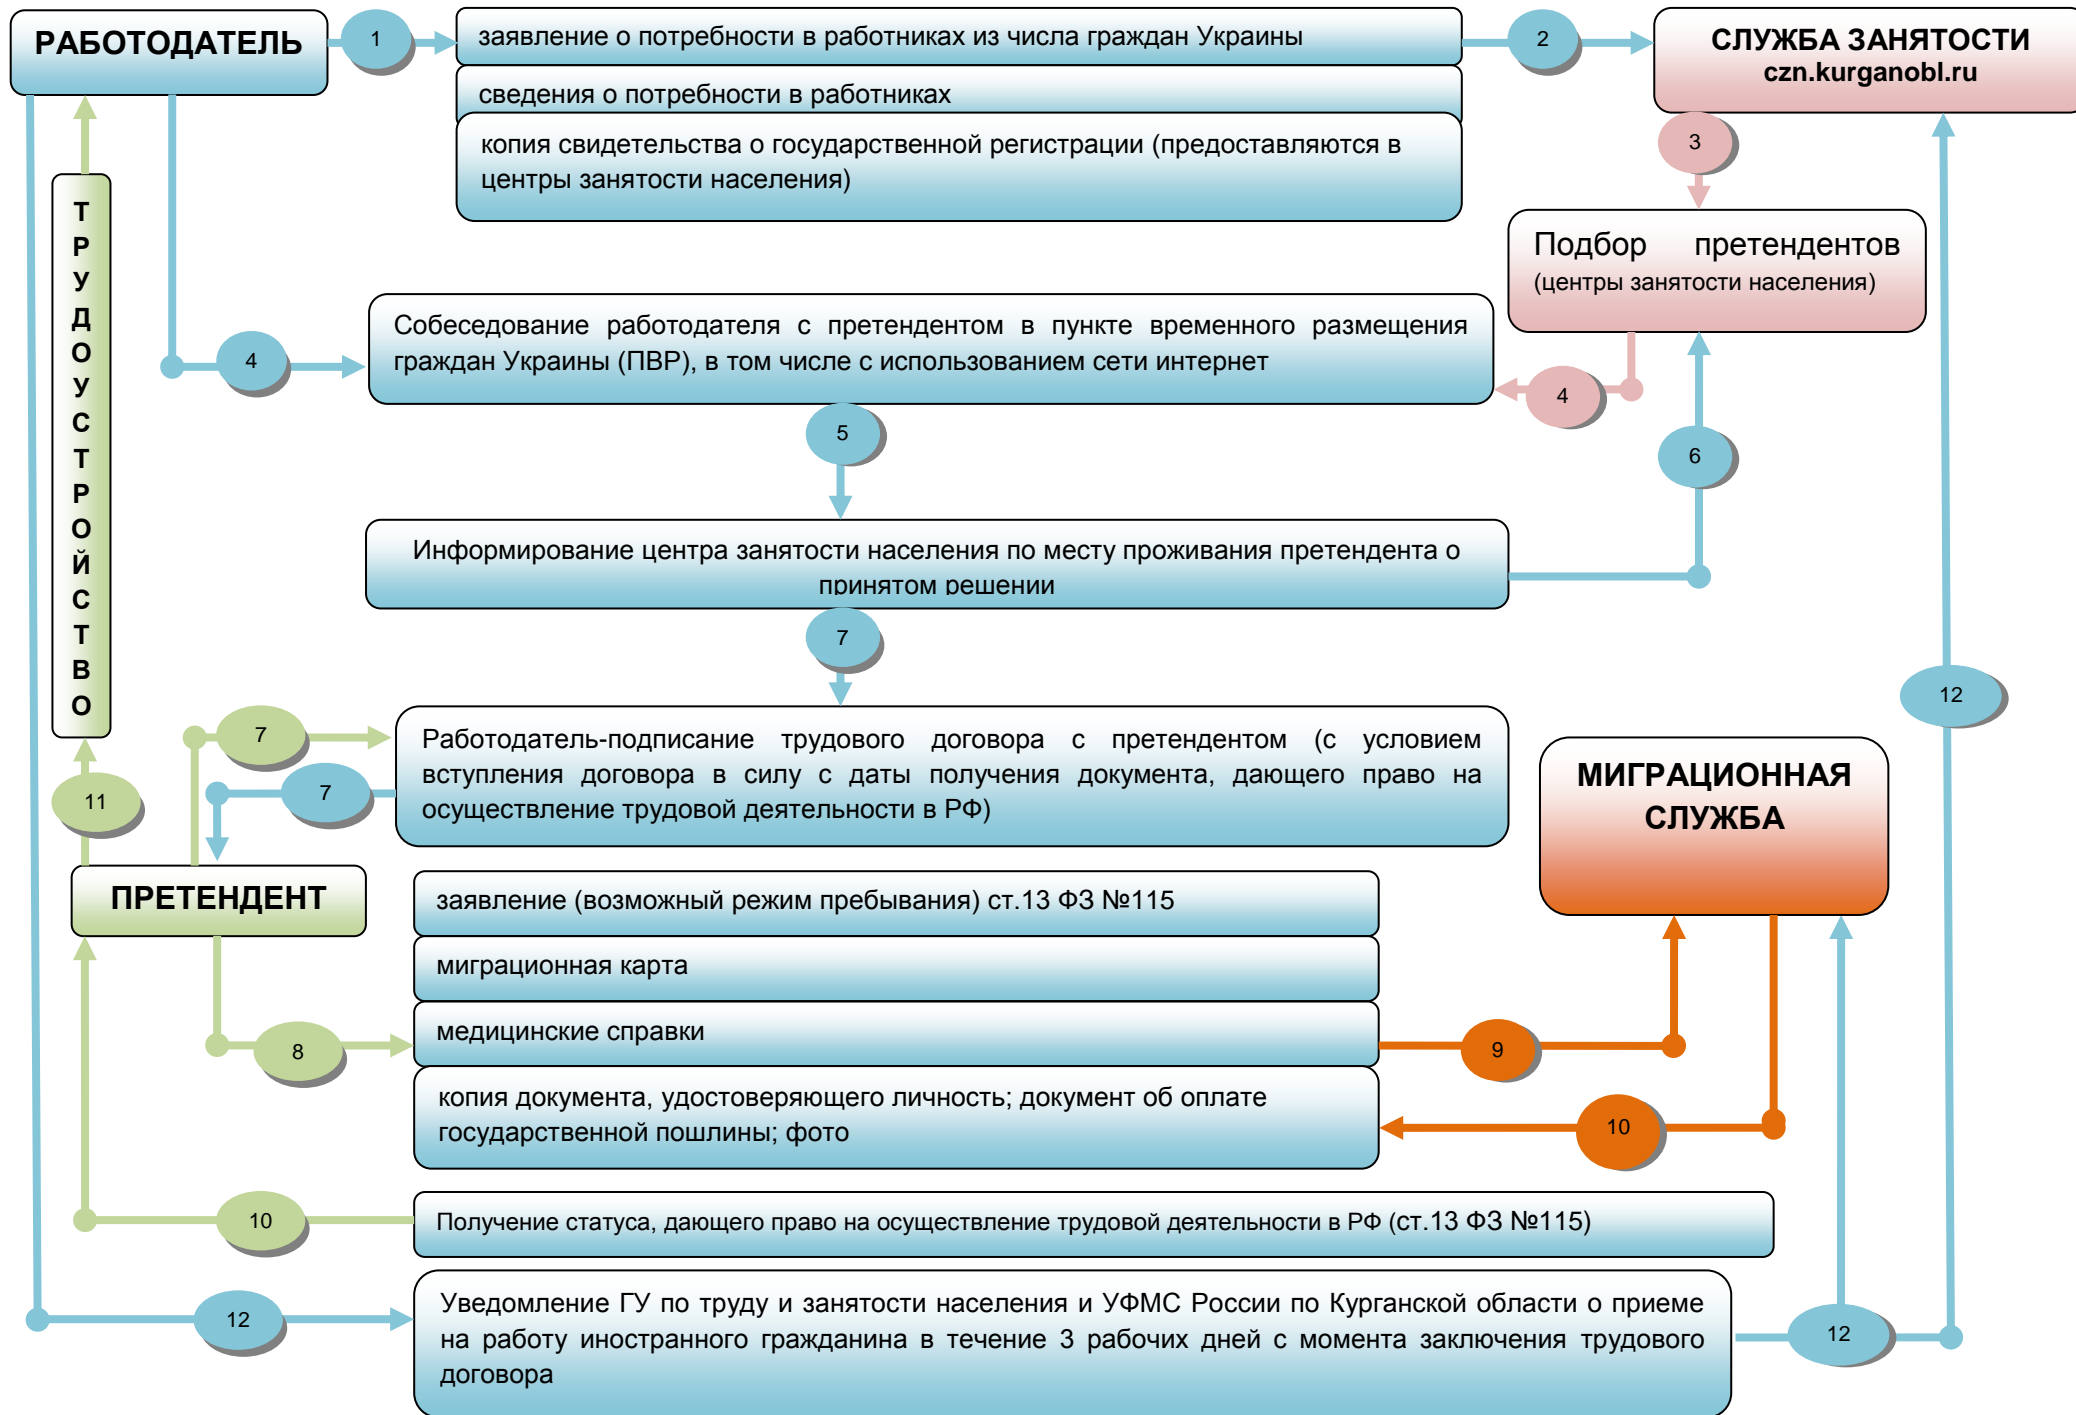 РАБОТОДАТЕЛЬ
1
заявление о потребности в работниках из числа граждан Украины
2
СЛУЖБА ЗАНЯТОСТИ
czn.kurganobl.ru
сведения о потребности в работниках
копия свидетельства о государственной регистрации (предоставляются в
центры занятости населения)
3
Подбор претендентов
(центры занятости населения)
ТРУДОУСТРОЙСТВО
4
Собеседование работодателя с претендентом в пункте временного размещения
граждан Украины (ПВР), в том числе с использованием сети интернет
4
5
6
Информирование центра занятости населения по месту проживания претендента о
принятом решении
7
12
7
Работодатель-подписание трудового договора с претендентом (с условием
вступления договора в силу с даты получения документа, дающего право на
осуществление трудовой деятельности в РФ)
7
11
МИГРАЦИОННАЯ
СЛУЖБА
ПРЕТЕНДЕНТ
заявление (возможный режим пребывания) ст.13 ФЗ №115
миграционная карта
медицинские справки
8
9
копия документа, удостоверяющего личность; документ об оплате
государственной пошлины; фото
10
10
Получение статуса, дающего право на осуществление трудовой деятельности в РФ (ст.13 ФЗ №115)
12
Уведомление ГУ по труду и занятости населения и УФМС России по Курганской области о приеме
на работу иностранного гражданина в течение 3 рабочих дней с момента заключения трудового
договора
12